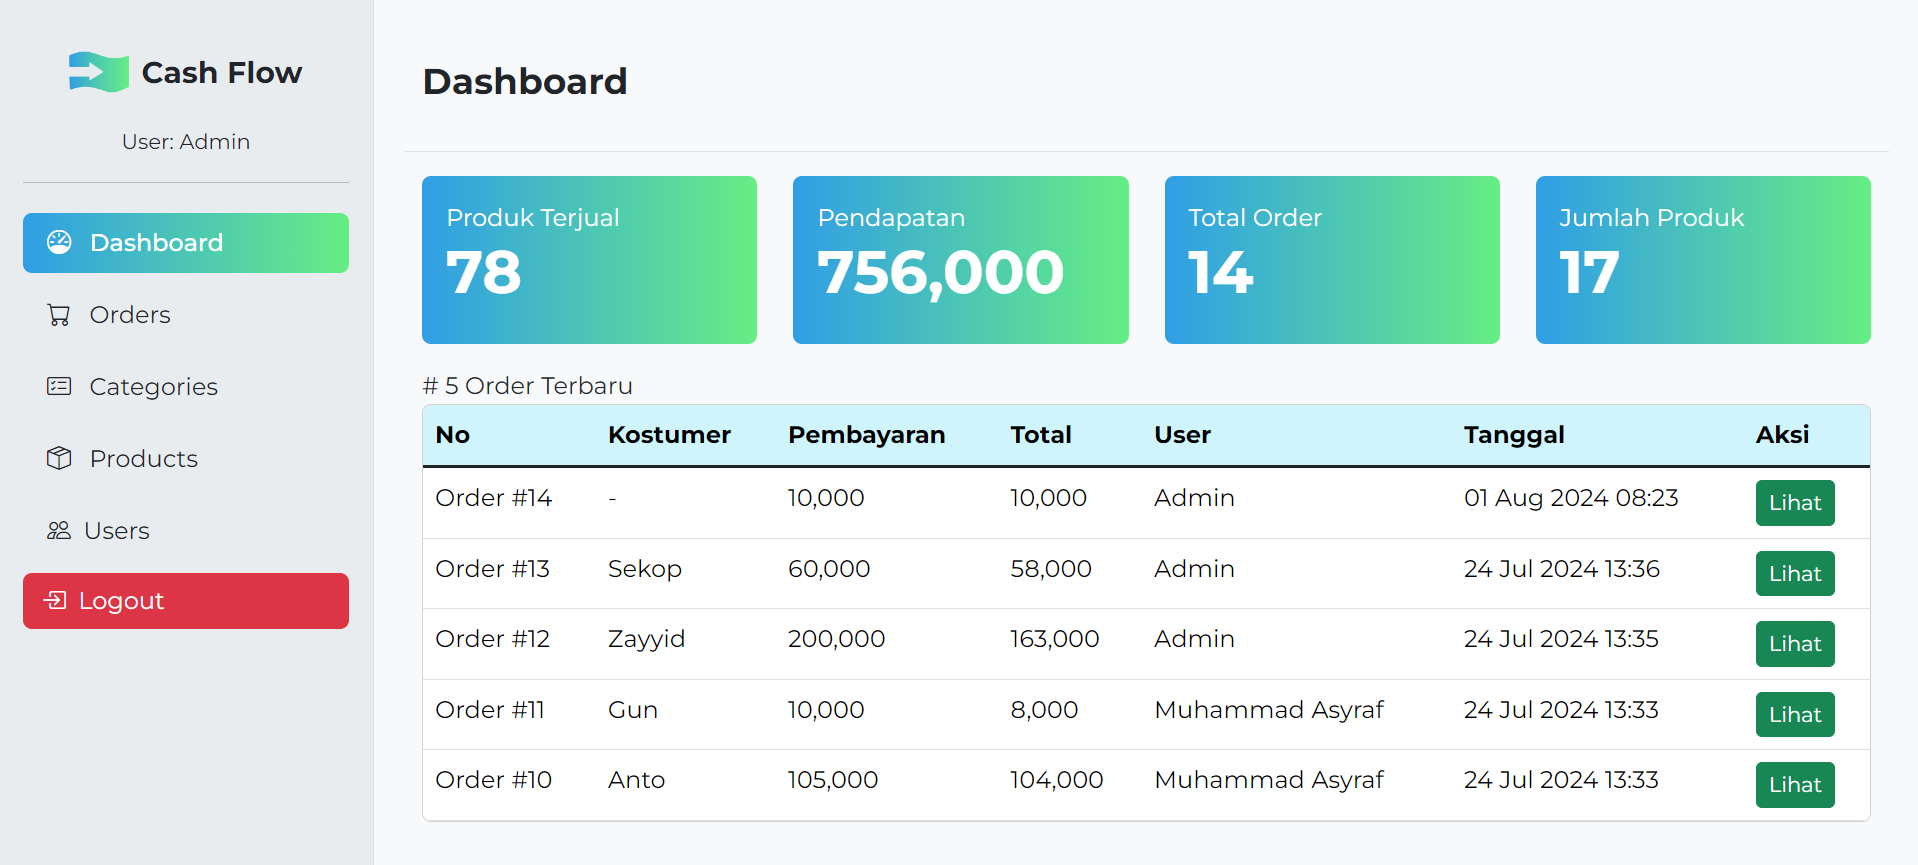 Cash Flow
User: Admin
Dashboard
Orders
Categories
Products
Users
Logout
Dashboard
Produk Terjual
78
Pendapatan
756,000
Total Order
14
Jumlah Produk
17
# 5 Order Terbaru
No Kostumer Pembayaran Total User Tanggal Aksi
Order #14 - 10,000 10,000 Admin 01 Aug 2024 08:23 Lihat
Order #13 Sekop 60,000 58,000 Admin 24 Jul 2024 13:36 Lihat
Order #12 Zayyid 200,000 163,000 Admin 24 Jul 2024 13:35 Lihat
Order #11 Gun 10,000 8,000 Muhammad Asyraf 24 Jul 2024 13:33 Lihat
Order #10 Anto 105,000 104,000 Muhammad Asyraf 24 Jul 2024 13:33 Lihat